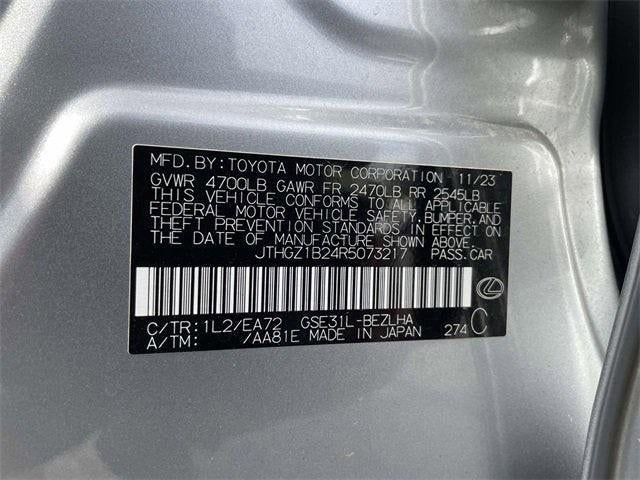 MFD. BY: TOYOTA MOTOR CORPORATION 11/23
GVWR 4700LB GAWR FR 2470LB RR 2545LB
THIS VEHICLE CONFORMS TO ALL APPLICABLE
FEDERAL MOTOR VEHICLE SAFETY, BUMPER, AND
THEFT PREVENTION STANDARDS IN EFFECT ON
THE DATE OF MANUFACTURE SHOWN ABOVE.
JTHGZ1B24R5073217 PASS.CAR
C/TR: 1L2/EA72 GSE31L-BEZLHA
A/TM: /AA81E MADE IN JAPAN 274 C